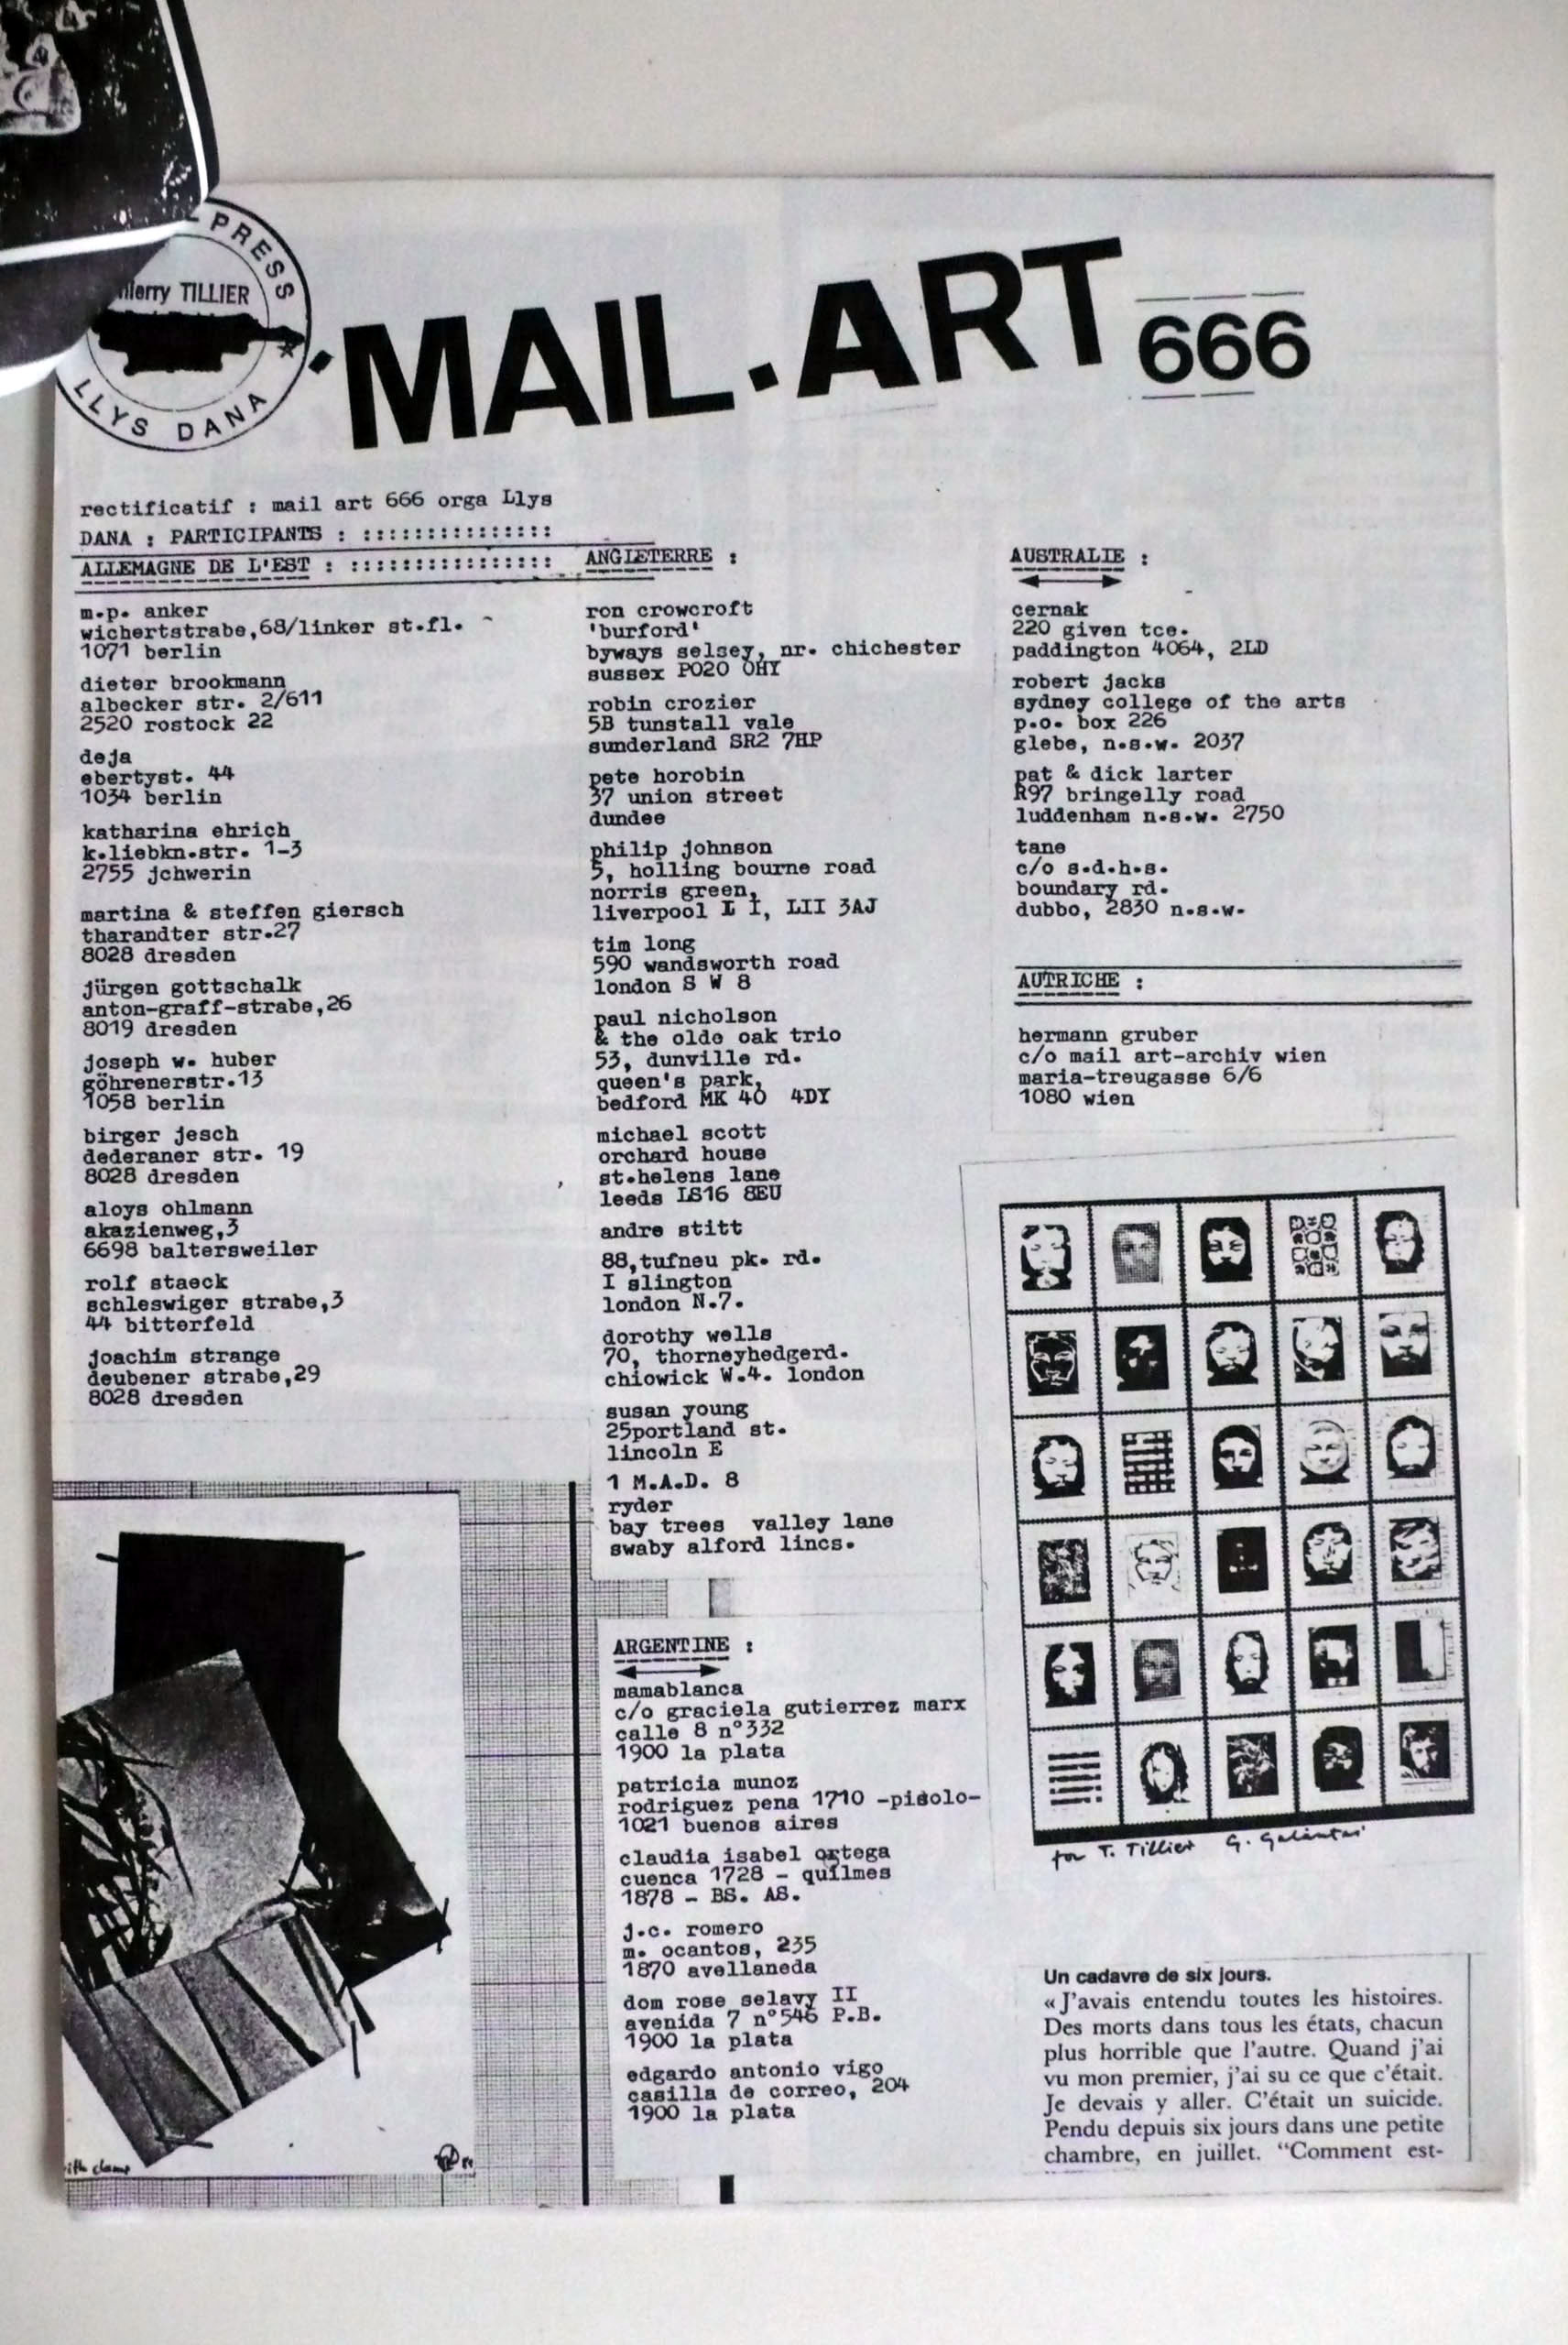 PRESS
TILLIER
LLYS DANA
MAIL.ART 666
rectificatif : mail art 666 orga Llys
DANA : PARTICIPANTS : :::::::::::::::
ALLEMAGNE DE L'EST : ::::::::::::::::
m.p. anker
wichertstrabe,68/linker st.fl.
1071 berlin
dieter brookmann
albecker str. 2/611
2520 rostock 22
deja
ebertyst. 44
1034 berlin
katharina ehrich
k.liebkn.str. 1-3
2755 jchwerin
martina & steffen giersch
tharandter str.27
8028 dresden
jürgen gottschalk
anton-graff-strabe,26
8019 dresden
joseph w. huber
göhrenerstr.13
1058 berlin
birger jesch
dederaner str. 19
8028 dresden
aloys ohlmann
akazienweg,3
6698 baltersweiler
rolf staeck
schleswiger strabe,3
44 bitterfeld
joachim strange
deubener strabe,29
8028 dresden
ANGLETERRE :
ron crowcroft
'burford'
byways selsey, nr. chichester
sussex PO20 OHY
robin crozier
5B tunstall vale
sunderland SR2 7HP
pete horobin
37 union street
dundee
philip johnson
5, holling bourne road
norris green,
liverpool L I, LII 3AJ
tim long
590 wandsworth road
london S W 8
paul nicholson
& the olde oak trio
53, dunville rd.
queen's park,
bedford MK 40 4DY
michael scott
orchard house
st.helens lane
leeds LS16 8EU
andre stitt
88,tufneu pk. rd.
I slington
london N.7.
dorothy wells
70, thorneyhedgerd.
chiowick W.4. london
susan young
25portland st.
lincoln E
1 M.A.D. 8
ryder
bay trees valley lane
swaby alford lincs.
ARGENTINE :
mamablanca
c/o graciela gutierrez marx
calle 8 n°332
1900 la plata
patricia munoz
rodriguez pena 1710 -pisolo-
1021 buenos aires
claudia isabel ortega
cuenca 1728 - quilmes
1878 - BS. AS.
j.c. romero
m. ocantos, 235
1870 avellaneda
dom rose selavy II
avenida 7 n°546 P.B.
1900 la plata
edgardo antonio vigo
casilla de correo, 204
1900 la plata
AUSTRALIE :
cernak
220 given tce.
paddington 4064, 2LD
robert jacks
sydney college of the arts
p.o. box 226
glebe, n.s.w. 2037
pat & dick larter
R97 bringelly road
luddenham n.s.w. 2750
tane
c/o s.d.h.s.
boundary rd.
dubbo, 2830 n.s.w.
AUTRICHE :
hermann gruber
c/o mail art-archiv wien
maria-treugasse 6/6
1080 wien
for T. Tillier G. Galántai
Un cadavre de six jours.
« J'avais entendu toutes les histoires.
Des morts dans tous les états, chacun
plus horrible que l'autre. Quand j'ai
vu mon premier, j'ai su ce que c'était.
Je devais y aller. C'était un suicide.
Pendu depuis six jours dans une petite
chambre, en juillet. "Comment est-